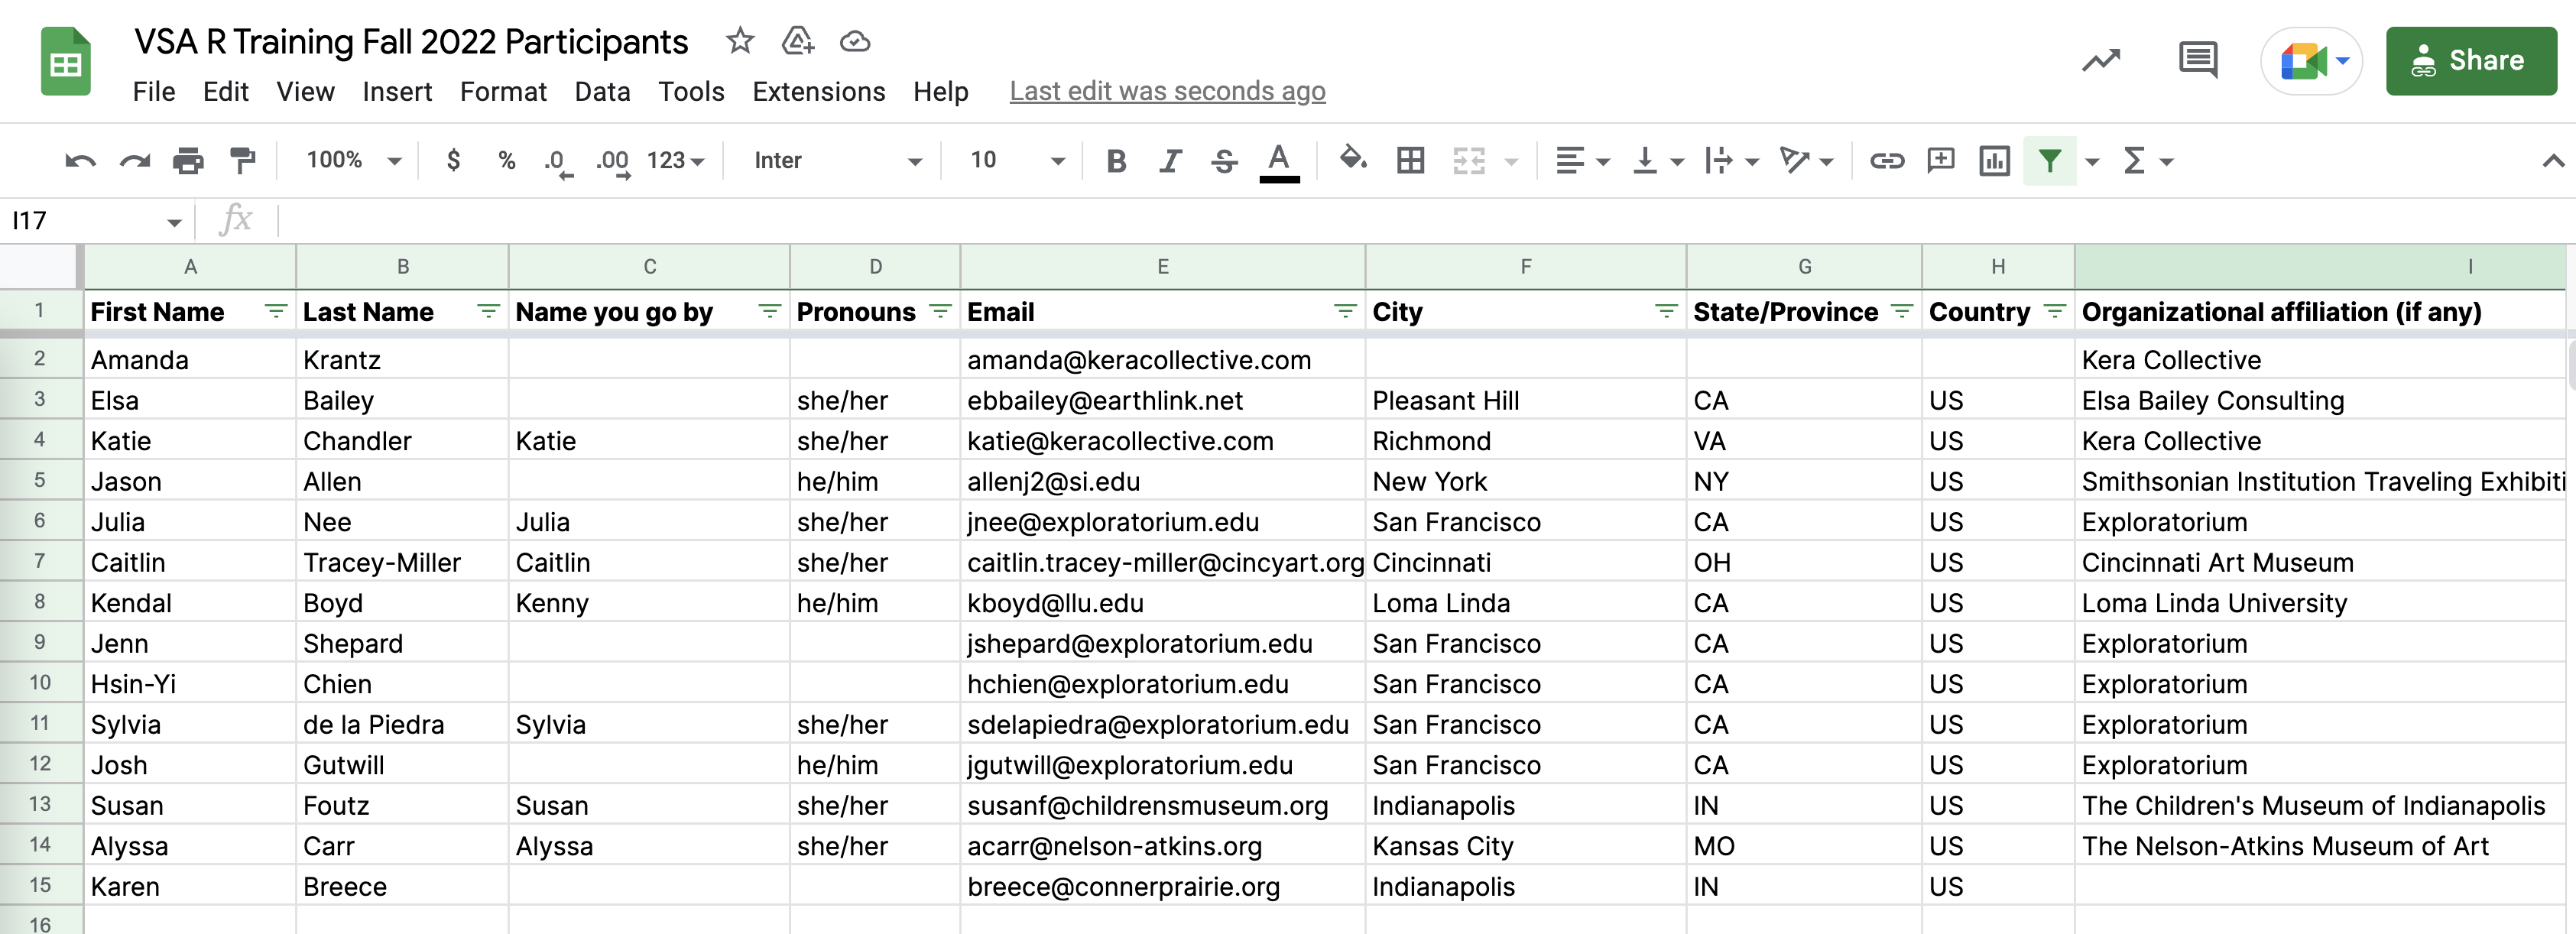 VSA R Training Fall 2022 Participants
File Edit View Insert Format Data Tools Extensions Help Last edit was seconds ago
Share
100% $ % .0 .00 123 Inter 10 B I S A Σ
I17 fx
A B C D E F G H I
1 First Name Last Name Name you go by Pronouns Email City State/Province Country Organizational affiliation (if any)
2 Amanda Krantz amanda@keracollective.com Kera Collective
3 Elsa Bailey she/her ebbailey@earthlink.net Pleasant Hill CA US Elsa Bailey Consulting
4 Katie Chandler Katie she/her katie@keracollective.com Richmond VA US Kera Collective
5 Jason Allen he/him allenj2@si.edu New York NY US Smithsonian Institution Traveling Exhibiti
6 Julia Nee Julia she/her jnee@exploratorium.edu San Francisco CA US Exploratorium
7 Caitlin Tracey-Miller Caitlin she/her caitlin.tracey-miller@cincyart.org Cincinnati OH US Cincinnati Art Museum
8 Kendal Boyd Kenny he/him kboyd@llu.edu Loma Linda CA US Loma Linda University
9 Jenn Shepard jshepard@exploratorium.edu San Francisco CA US Exploratorium
10 Hsin-Yi Chien hchien@exploratorium.edu San Francisco CA US Exploratorium
11 Sylvia de la Piedra Sylvia she/her sdelapiedra@exploratorium.edu San Francisco CA US Exploratorium
12 Josh Gutwill he/him jgutwill@exploratorium.edu San Francisco CA US Exploratorium
13 Susan Foutz Susan she/her susanf@childrensmuseum.org Indianapolis IN US The Children's Museum of Indianapolis
14 Alyssa Carr Alyssa she/her acarr@nelson-atkins.org Kansas City MO US The Nelson-Atkins Museum of Art
15 Karen Breece breece@connerprairie.org Indianapolis IN US
16